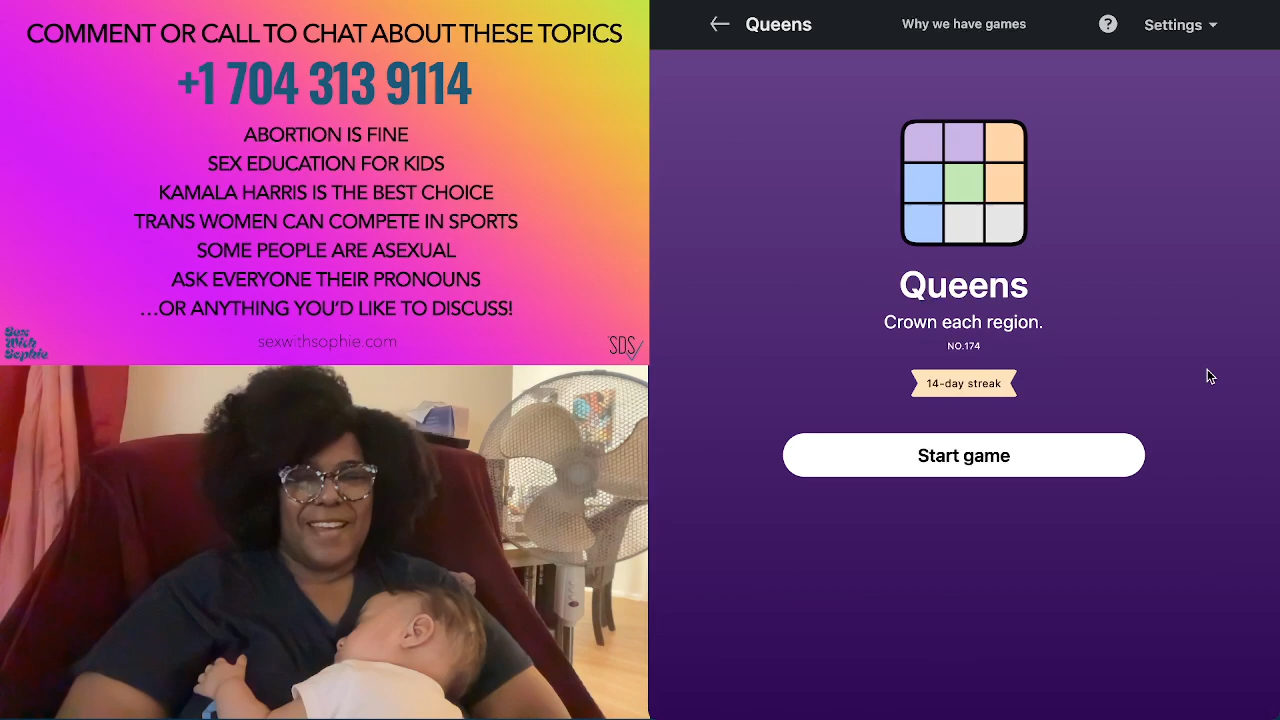 COMMENT OR CALL TO CHAT ABOUT THESE TOPICS
+1 704 313 9114
ABORTION IS FINE
SEX EDUCATION FOR KIDS
KAMALA HARRIS IS THE BEST CHOICE
TRANS WOMEN CAN COMPETE IN SPORTS
SOME PEOPLE ARE ASEXUAL
ASK EVERYONE THEIR PRONOUNS
...OR ANYTHING YOU'D LIKE TO DISCUSS!
sexwithsophie.com
Sex
With
Sophie
SDS
Queens
Why we have games
?
Settings
Queens
Crown each region.
NO.174
14-day streak
Start game